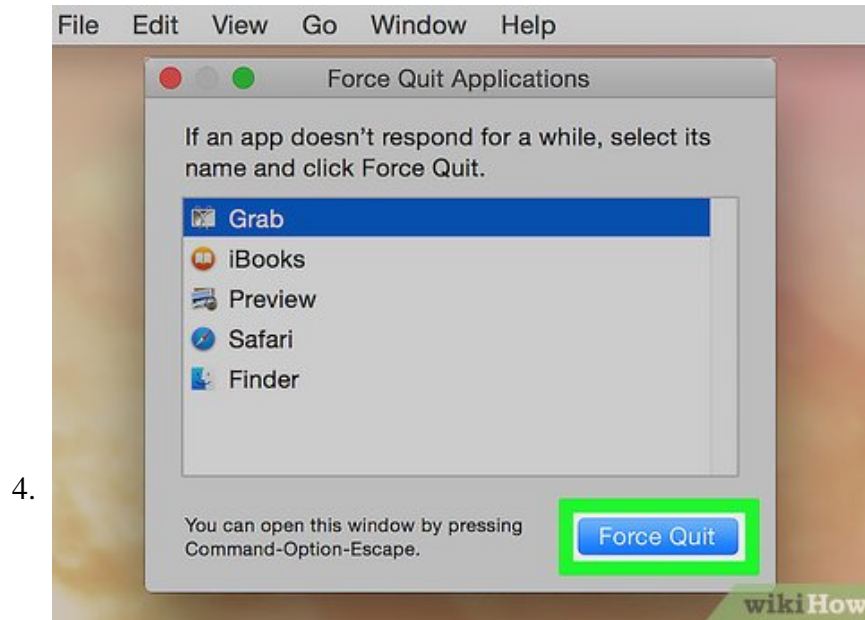 File Edit View Go Window Help
Force Quit Applications
If an app doesn't respond for a while, select its
name and click Force Quit.
Grab
iBooks
Preview
Safari
Finder
4.
You can open this window by pressing
Command-Option-Escape.
Force Quit
wikiHow